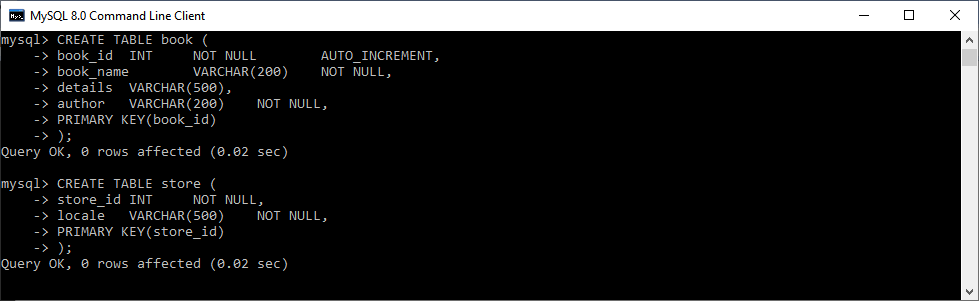 MySQL 8.0 Command Line Client
mysql> CREATE TABLE book (
    -> book_id  INT     NOT NULL        AUTO_INCREMENT,
    -> book_name        VARCHAR(200)    NOT NULL,
    -> details  VARCHAR(500),
    -> author   VARCHAR(200)    NOT NULL,
    -> PRIMARY KEY(book_id)
    -> );
Query OK, 0 rows affected (0.02 sec)

mysql> CREATE TABLE store (
    -> store_id INT     NOT NULL,
    -> locale   VARCHAR(500)    NOT NULL,
    -> PRIMARY KEY(store_id)
    -> );
Query OK, 0 rows affected (0.02 sec)